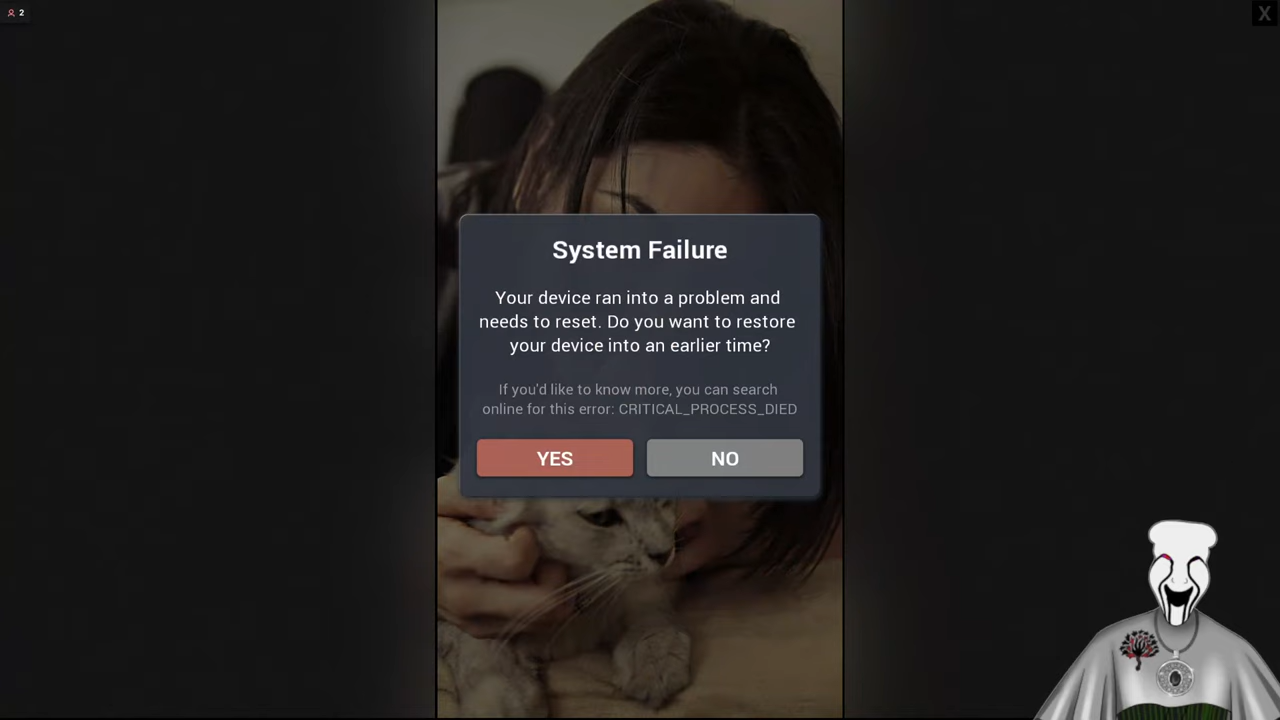 2
X
System Failure
Your device ran into a problem and
needs to reset. Do you want to restore
your device into an earlier time?
If you'd like to know more, you can search
online for this error: CRITICAL_PROCESS_DIED
YES NO